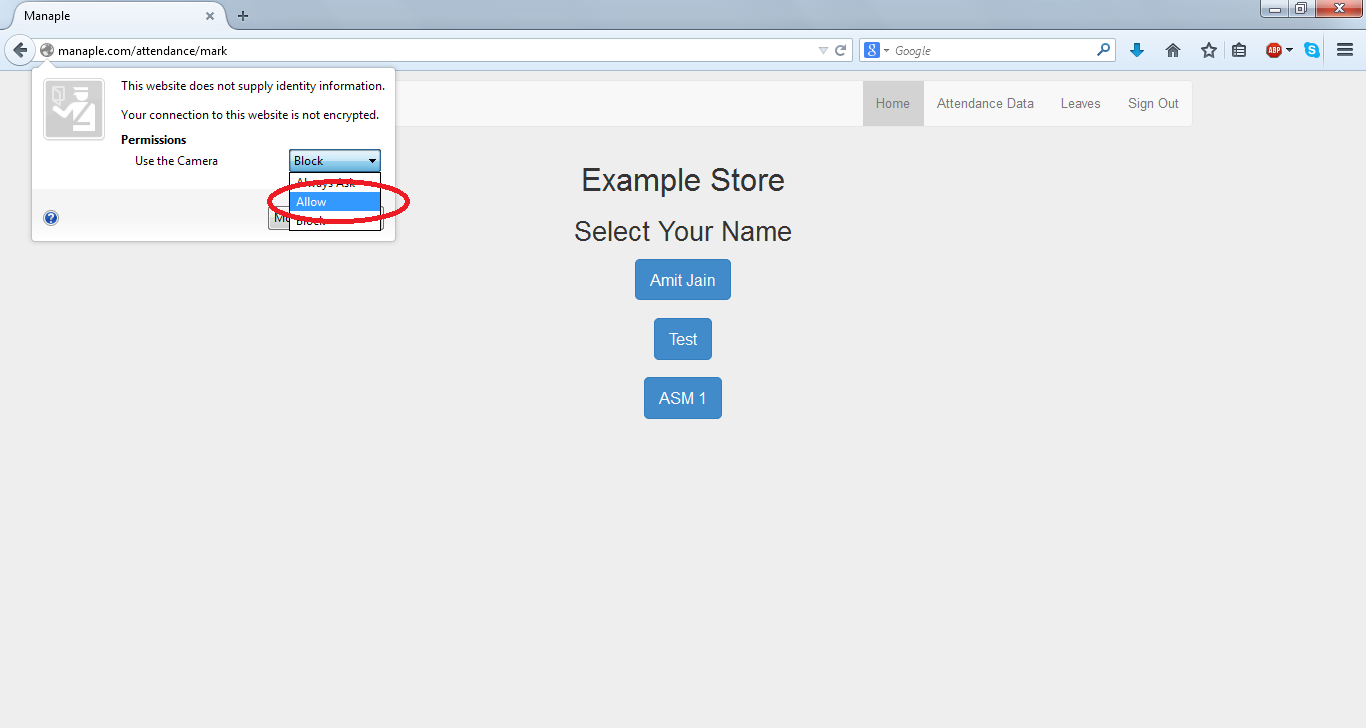 Manaple
manaple.com/attendance/mark
Google
ABP
This website does not supply identity information.
Your connection to this website is not encrypted.
Permissions
Use the Camera
Block
Always Ask
Allow
Block
Home
Attendance Data
Leaves
Sign Out
Example Store
Select Your Name
Amit Jain
Test
ASM 1